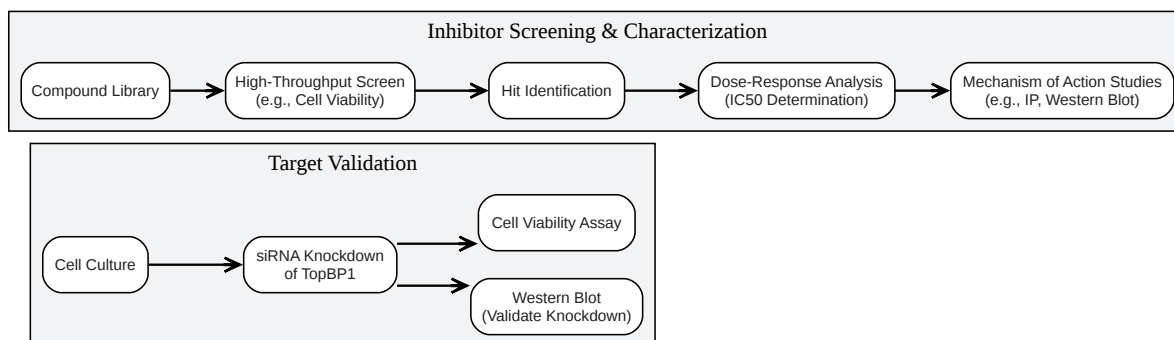 Inhibitor Screening & Characterization
Compound Library
High-Throughput Screen
(e.g., Cell Viability)
Hit Identification
Dose-Response Analysis
(IC50 Determination)
Mechanism of Action Studies
(e.g., IP, Western Blot)
Target Validation
Cell Culture
siRNA Knockdown
of TopBP1
Cell Viability Assay
Western Blot
(Validate Knockdown)